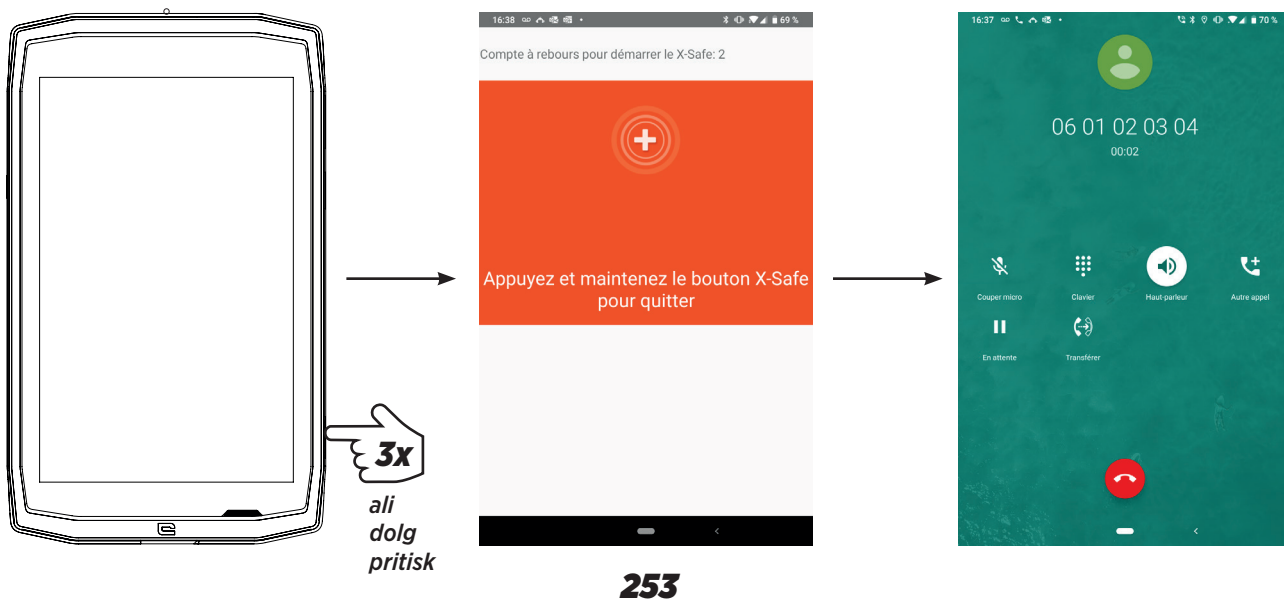 3x
ali
dolg
pritisk
16:38
69 %
Compte à rebours pour démarrer le X-Safe: 2
Appuyez et maintenez le bouton X-Safe
pour quitter
16:37
70 %
06 01 02 03 04
00:02
Couper micro
Clavier
Haut-parleur
Autre appel
En attente
Transférer
253